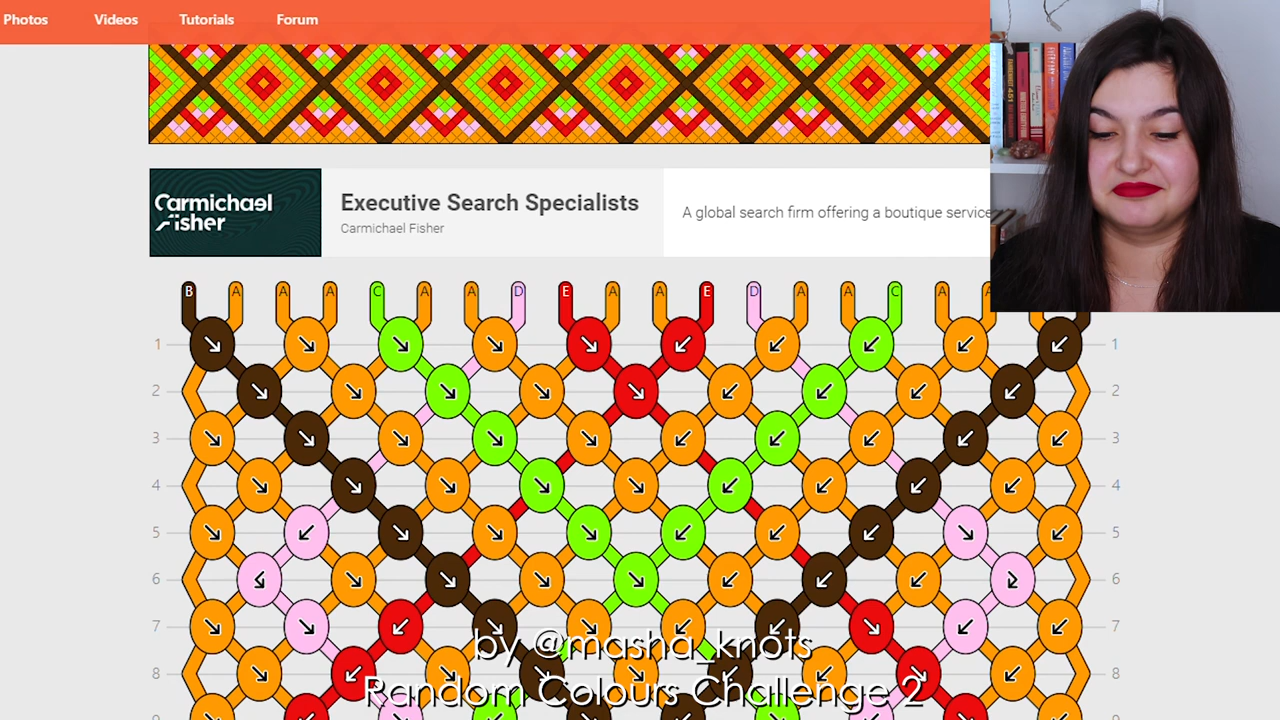 Photos Videos Tutorials Forum
Carmichael
Fisher
Executive Search Specialists
Carmichael Fisher
A global search firm offering a boutique service
B A A A C A A D E A A E D A A C A A
1 1
2 2
3 3
4 4
5 5
6 6
7 7
8 8
by @masha_knots
Random Colours Challenge 2